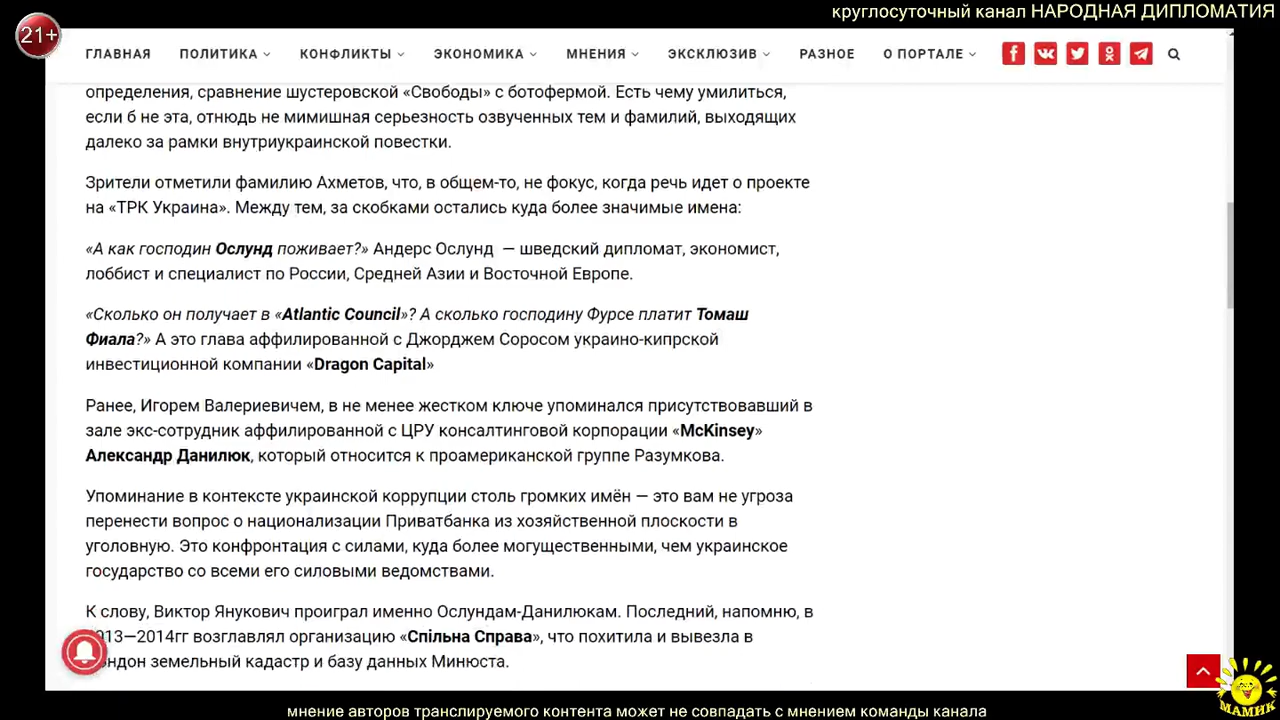 круглосуточный канал НАРОДНАЯ ДИПЛОМАТИЯ
21+
ГЛАВНАЯ ПОЛИТИКА КОНФЛИКТЫ ЭКОНОМИКА МНЕНИЯ ЭКСКЛЮЗИВ РАЗНОЕ О ПОРТАЛЕ
определения, сравнение шустеровской «Свободы» с ботофермой. Есть чему умилиться,
если б не эта, отнюдь не мимишная серьезность озвученных тем и фамилий, выходящих
далеко за рамки внутриукраинской повестки.
Зрители отметили фамилию Ахметов, что, в общем-то, не фокус, когда речь идет о проекте
на «ТРК Украина». Между тем, за скобками остались куда более значимые имена:
«А как господин Ослунд поживает?» Андерс Ослунд — шведский дипломат, экономист,
лоббист и специалист по России, Средней Азии и Восточной Европе.
«Сколько он получает в «Atlantic Council»? А сколько господину Фурсе платит Томаш
Фиала?» А это глава аффилированной с Джорджем Соросом украино-кипрской
инвестиционной компании «Dragon Capital»
Ранее, Игорем Валериевичем, в не менее жестком ключе упоминался присутствовавший в
зале экс-сотрудник аффилированной с ЦРУ консалтинговой корпорации «McKinsey»
Александр Данилюк, который относится к проамериканской группе Разумкова.
Упоминание в контексте украинской коррупции столь громких имён — это вам не угроза
перенести вопрос о национализации Приватбанка из хозяйственной плоскости в
уголовную. Это конфронтация с силами, куда более могущественными, чем украинское
государство со всеми его силовыми ведомствами.
К слову, Виктор Янукович проиграл именно Ослундам-Данилюкам. Последний, напомню, в
013—2014гг возглавлял организацию «Спільна Справа», что похитила и вывезла в
ндон земельный кадастр и базу данных Минюста.
МАМИК
мнение авторов транслируемого контента может не совпадать с мнением команды канала